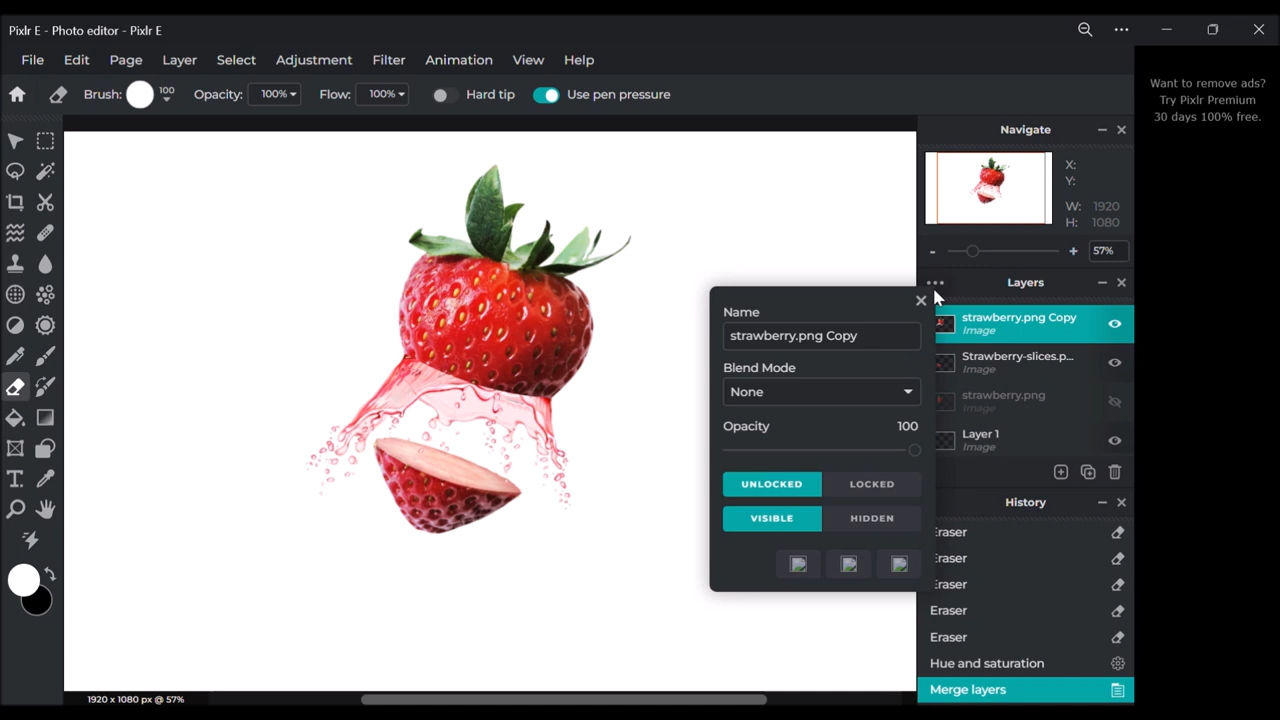 Pixlr E - Photo editor - Pixlr E
File Edit Page Layer Select Adjustment Filter Animation View Help
Brush: 100 Opacity: 100% Flow: 100% Hard tip Use pen pressure
Want to remove ads?
Try Pixlr Premium
30 days 100% free.
Navigate
X:
Y:
W: 1920
H: 1080
- + 57%
Layers
strawberry.png Copy
Image
Strawberry-slices.p...
Image
strawberry.png
Image
Layer 1
Image
Name
strawberry.png Copy
Blend Mode
None
Opacity 100
UNLOCKED LOCKED
VISIBLE HIDDEN
History
Eraser
Eraser
Eraser
Eraser
Eraser
Hue and saturation
Merge layers
1920 x 1080 px @ 57%